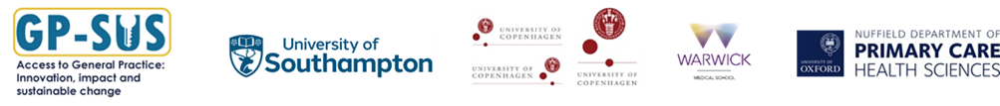 GP-SUS
Access to General Practice:
Innovation, impact and
sustainable change
University of
Southampton
UNIVERSITY OF
COPENHAGEN
UNIVERSITY OF
COPENHAGEN
UNIVERSITY OF
COPENHAGEN
WARWICK
MEDICAL SCHOOL
UNIVERSITY OF
OXFORD
NUFFIELD DEPARTMENT OF
PRIMARY CARE
HEALTH SCIENCES